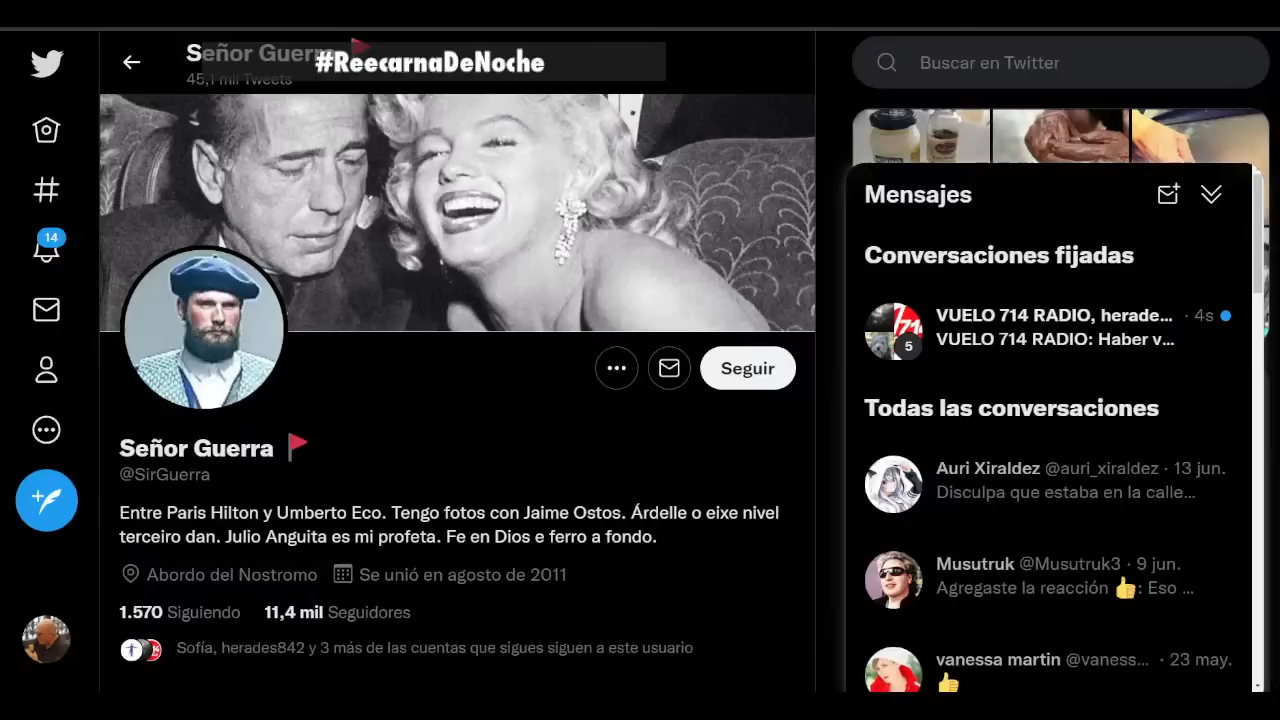 Señor Guerra
#ReecarnaDeNoche
45,1 mil Tweets
Buscar en Twitter
14
Mensajes
Conversaciones fijadas
VUELO 714 RADIO, herade... · 4s
VUELO 714 RADIO: Haber v...
5
Seguir
Todas las conversaciones
Señor Guerra
@SirGuerra
Auri Xiraldez @auri_xiraldez · 13 jun.
Disculpa que estaba en la calle...
Entre Paris Hilton y Umberto Eco. Tengo fotos con Jaime Ostos. Árdelle o eixe nivel
terceiro dan. Julio Anguita es mi profeta. Fe en Dios e ferro a fondo.
Abordo del Nostromo Se unió en agosto de 2011
Musutruk @Musutruk3 · 9 jun.
Agregaste la reacción 👍: Eso ...
1.570 Siguiendo 11,4 mil Seguidores
Sofía, herades842 y 3 más de las cuentas que sigues siguen a este usuario
vanessa martin @vaness... · 23 may.
👍